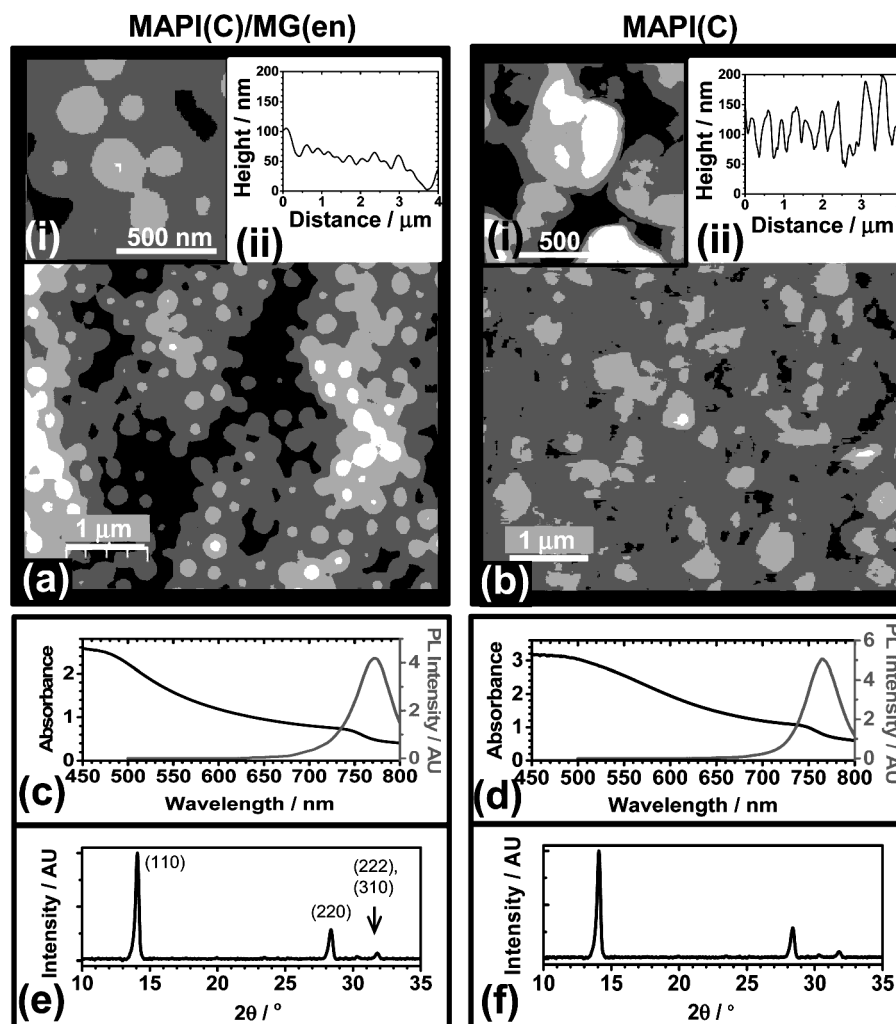 MAPI(C)/MG(en)
MAPI(C)
Height / nm
200
150
100
50
0
0 1 2 3 4
Distance / μm
(i)
500 nm
(ii)
Height / nm
200
150
100
50
0
0 1 2 3
Distance / μm
(i)
500
(ii)
1 μm
(a)
1 μm
(b)
Absorbance
2
1
0
PL Intensity / AU
4
2
0
450 500 550 600 650 700 750 800
Wavelength / nm
(c)
Absorbance
3
2
1
0
PL Intensity / AU
6
4
2
0
450 500 550 600 650 700 750 800
Wavelength / nm
(d)
Intensity / AU
(110)
(220)
(222),
(310)
10 15 20 25 30 35
2θ / °
(e)
Intensity / AU
10 15 20 25 30 35
2θ / °
(f)